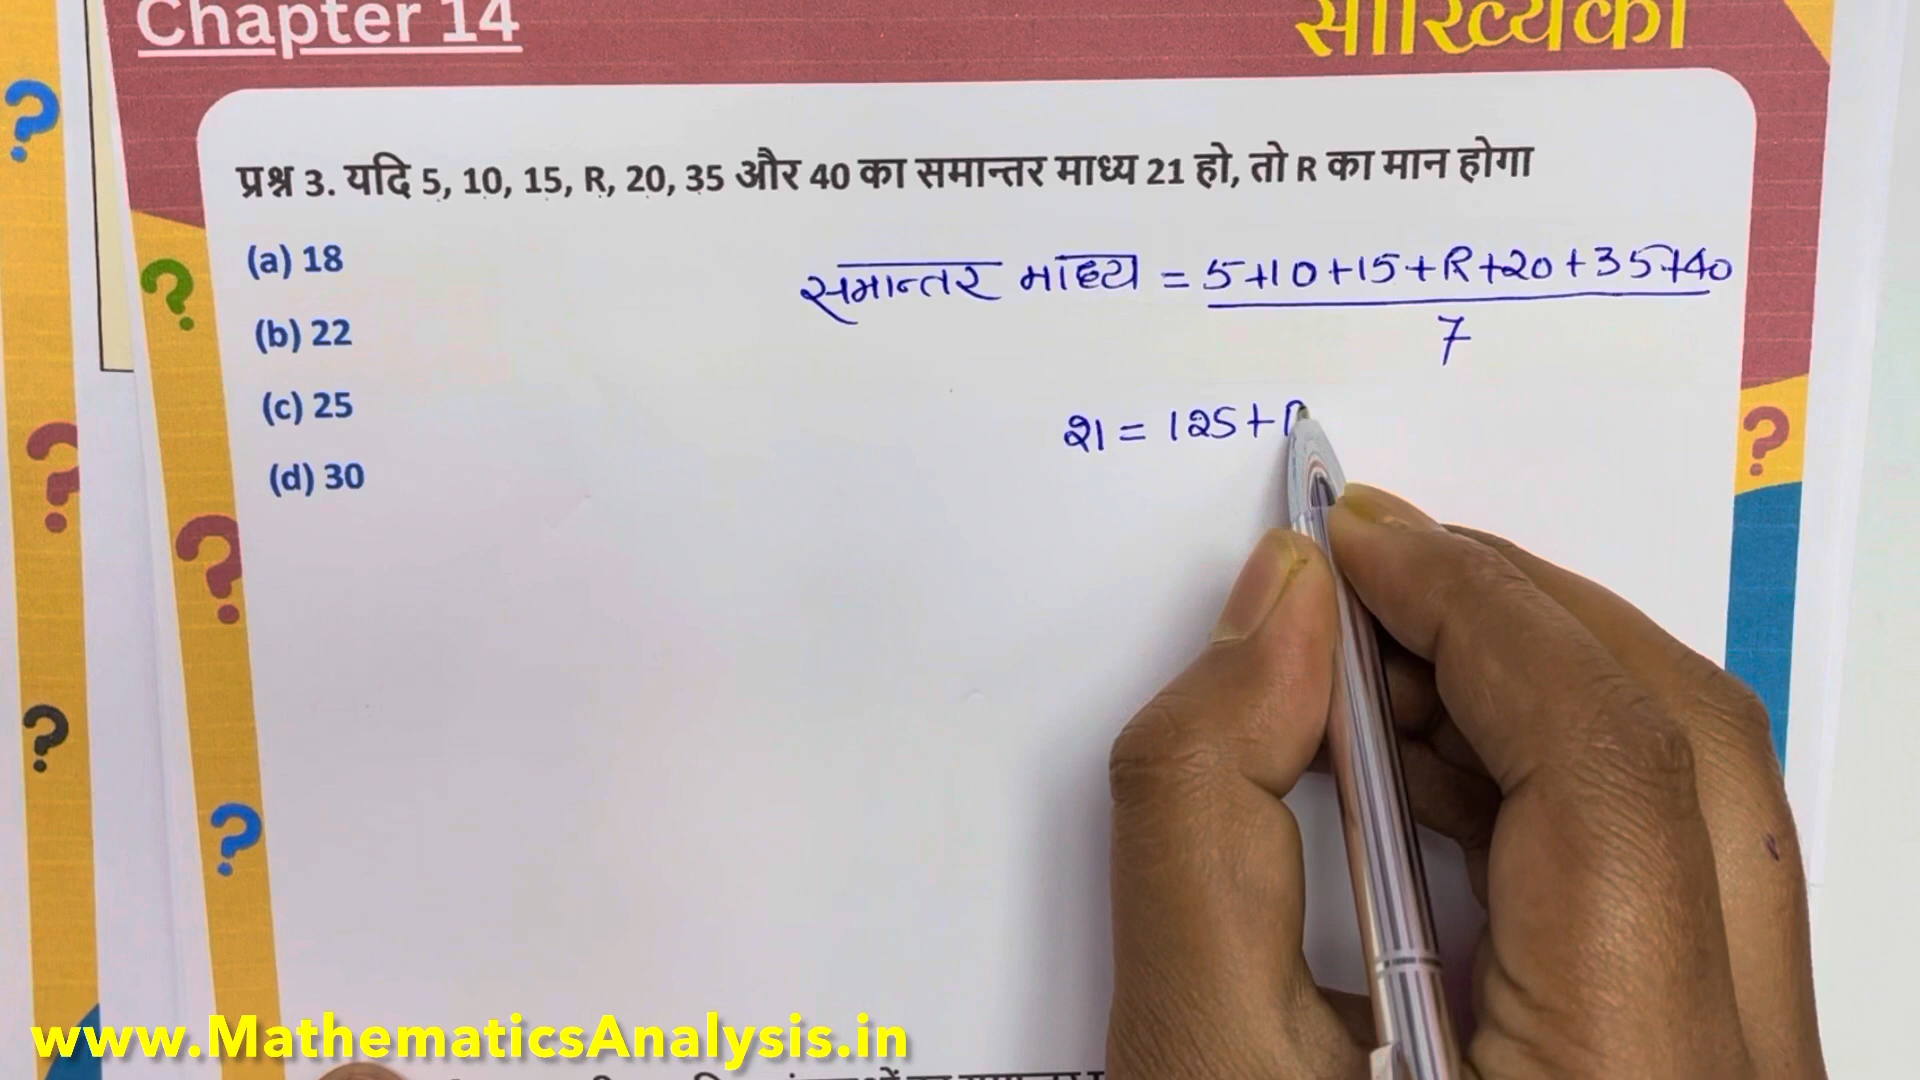 Chapter 14
सांख्यिकी
प्रश्न 3. यदि 5, 10, 15, R, 20, 35 और 40 का समान्तर माध्य 21 हो, तो R का मान होगा
(a) 18
(b) 22
(c) 25
(d) 30
समान्तर माध्य = 5+10+15+R+20+35+40
7
21 = 125+R
www.MathematicsAnalysis.in